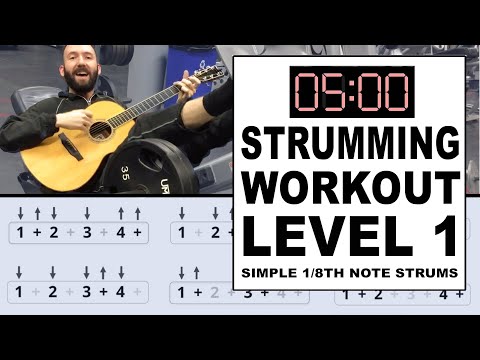 05:00
STRUMMING
WORKOUT
LEVEL 1
SIMPLE 1/8TH NOTE STRUMS
35
1 + 2 + 3 + 4 +
1 + 2
1 + 2 + 3 + 4 +
1 + 2 + 3
1 + 2 + 3 + 4 +